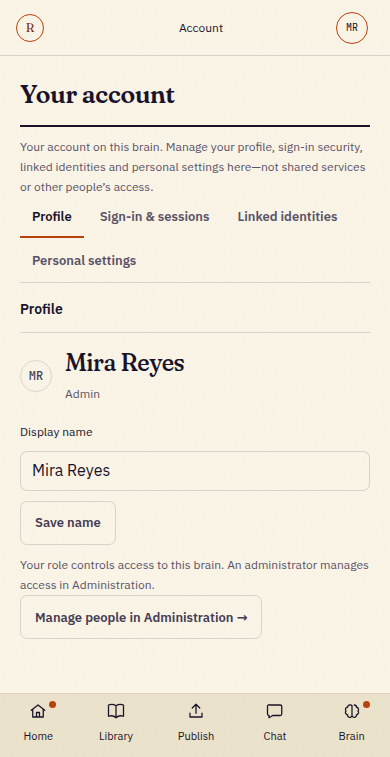 R
Account
MR
Your account
Your account on this brain. Manage your profile, sign-in security,
linked identities and personal settings here—not shared services
or other people’s access.
Profile
Sign-in & sessions
Linked identities
Personal settings
Profile
MR
Mira Reyes
Admin
Display name
Mira Reyes
Save name
Your role controls access to this brain. An administrator manages
access in Administration.
Manage people in Administration →
Home
Library
Publish
Chat
Brain